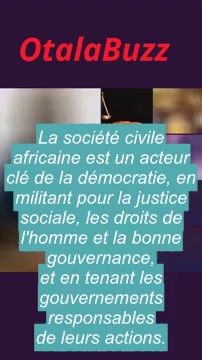 OtalaBuzz
La société civile
africaine est un acteur
clé de la démocratie, en
militant pour la justice
sociale, les droits de
l'homme et la bonne
gouvernance,
et en tenant les
gouvernements
responsables
de leurs actions.